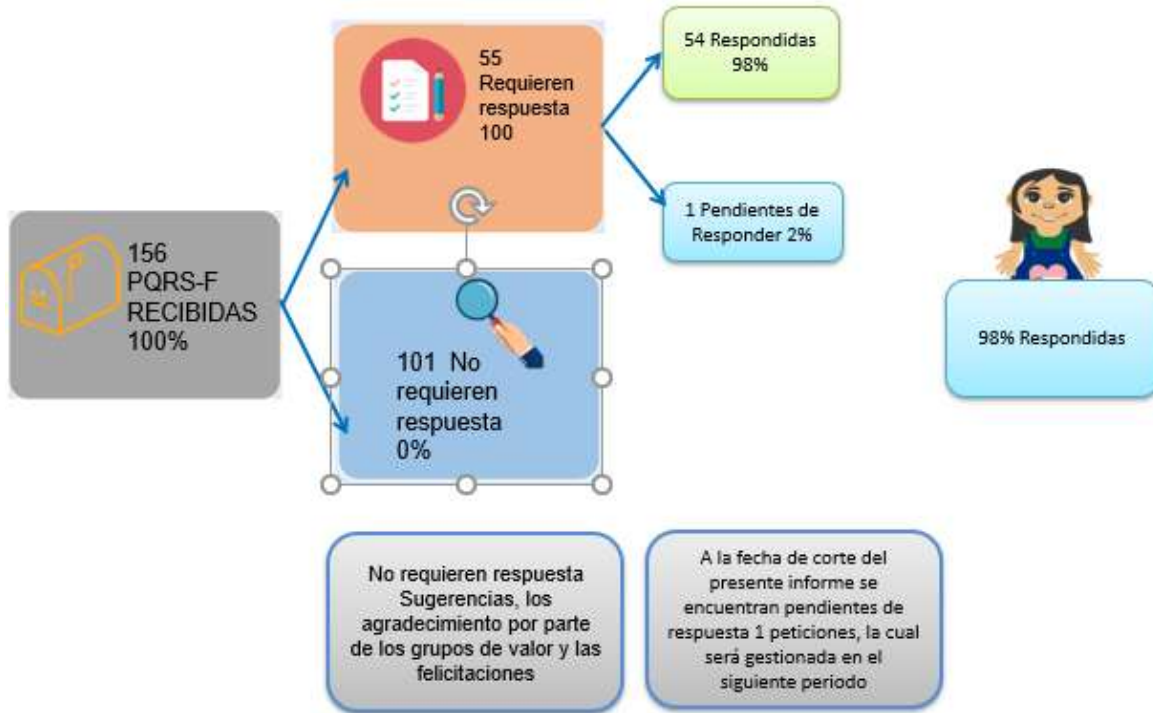 156
PQRS-F
RECIBIDAS
100%
55
Requieren
respuesta
100
101 No
requieren
respuesta
0%
54 Respondidas
98%
1 Pendientes de
Responder 2%
98% Respondidas
No requieren respuesta
Sugerencias, los
agradecimiento por parte
de los grupos de valor y las
felicitaciones
A la fecha de corte del
presente informe se
encuentran pendientes de
respuesta 1 peticiones, la cual
será gestionada en el
siguiente periodo